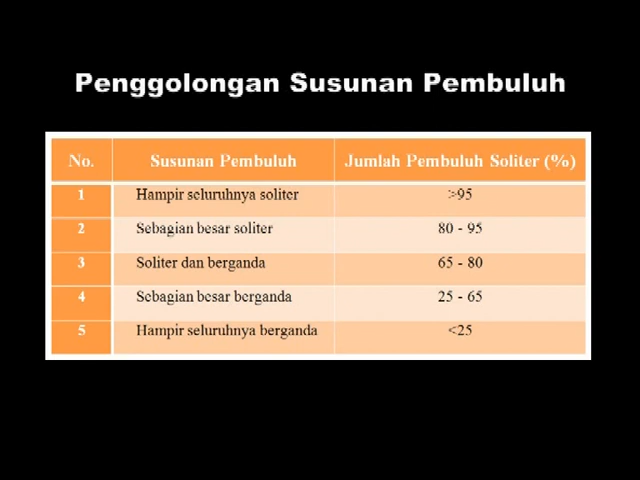 Penggolongan Susunan Pembuluh
No. Susunan Pembuluh Jumlah Pembuluh Soliter (%)
1 Hampir seluruhnya soliter >95
2 Sebagian besar soliter 80 - 95
3 Soliter dan berganda 65 - 80
4 Sebagian besar berganda 25 - 65
5 Hampir seluruhnya berganda <25